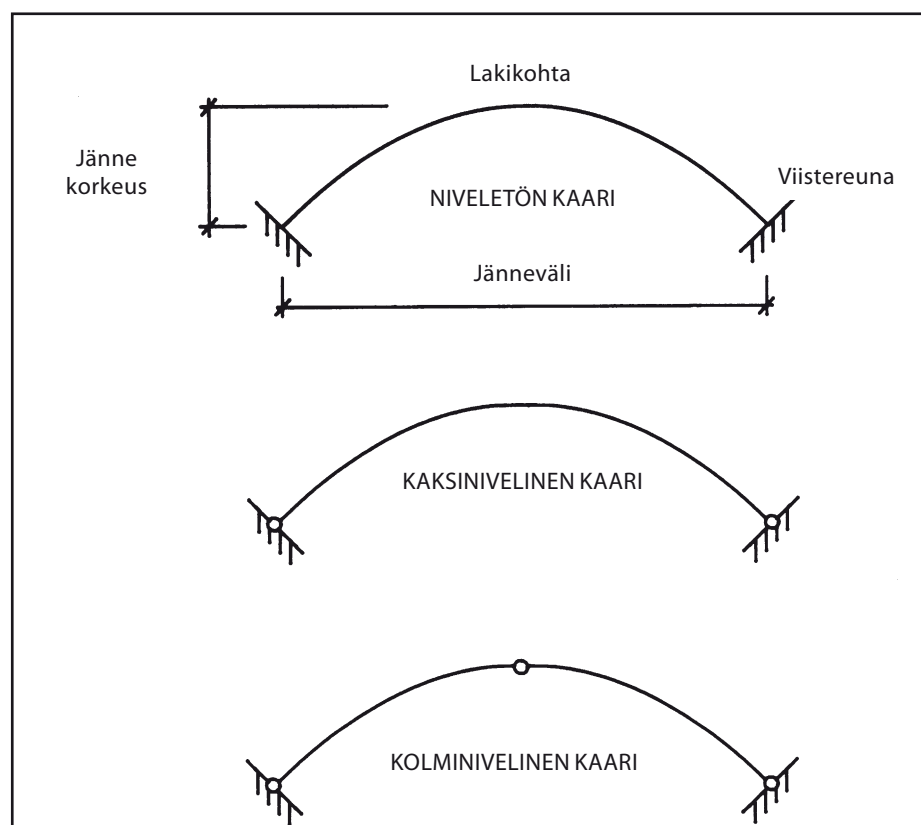 Lakikohta
Jänne
korkeus
Viistereuna
NIVELETÖN KAARI
Jänneväli
KAKSINIVELINEN KAARI
KOLMINIVELINEN KAARI